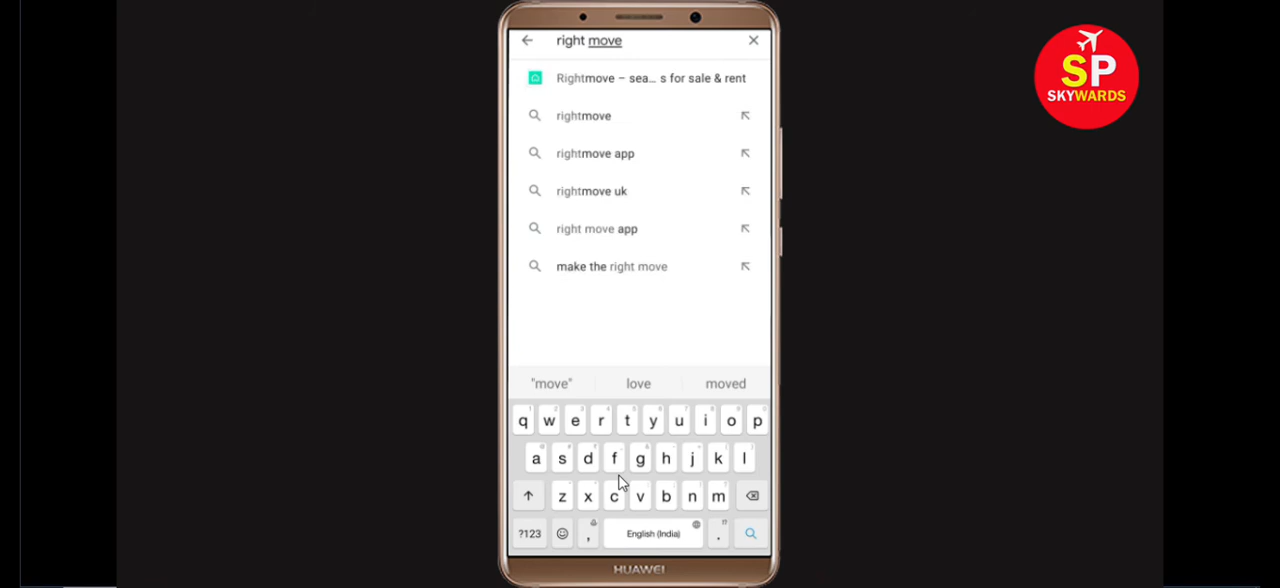 right move
Rightmove – sea... s for sale & rent
rightmove
rightmove app
rightmove uk
right move app
make the right move
"move" love moved
q w e r t y u i o p
a s d f g h j k l
z x c v b n m
?123 , English (India) .
HUAWEI
SP
SKYWARDS